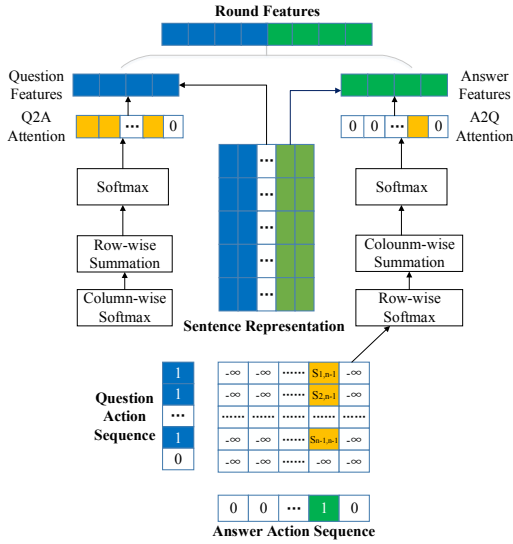 Round Features
Question
Features
Answer
Features
Q2A
Attention
... 0
0 0 ... 0
A2Q
Attention
Softmax
Softmax
Row-wise
Summation
Colounm-wise
Summation
Column-wise
Softmax
Row-wise
Softmax
...
...
...
...
...
Sentence Representation
Question
Action
Sequence
1
1
...
1
0
-∞ -∞ ...... S1,n-1 -∞
-∞ -∞ ...... S2,n-1 -∞
...... ...... ...... ...... ......
-∞ -∞ ...... Sn-1,n-1 -∞
-∞ -∞ ...... -∞ -∞
0 0 ... 1 0
Answer Action Sequence